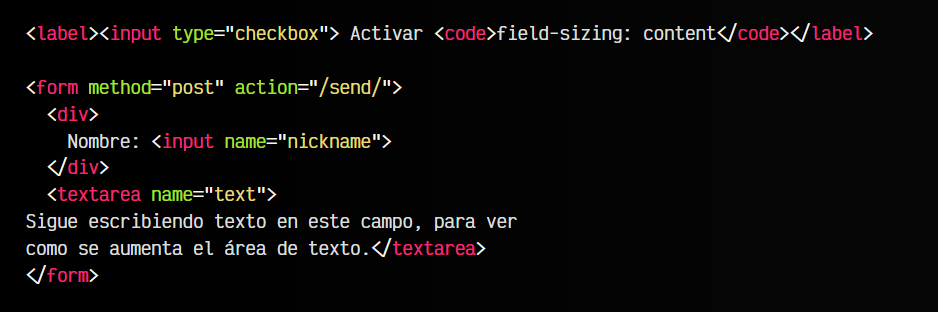 <label><input type="checkbox"> Activar <code>field-sizing: content</code></label>
<form method="post" action="/send/">
<div>
Nombre: <input name="nickname">
</div>
<textarea name="text">
Sigue escribiendo texto en este campo, para ver
como se aumenta el área de texto.</textarea>
</form>